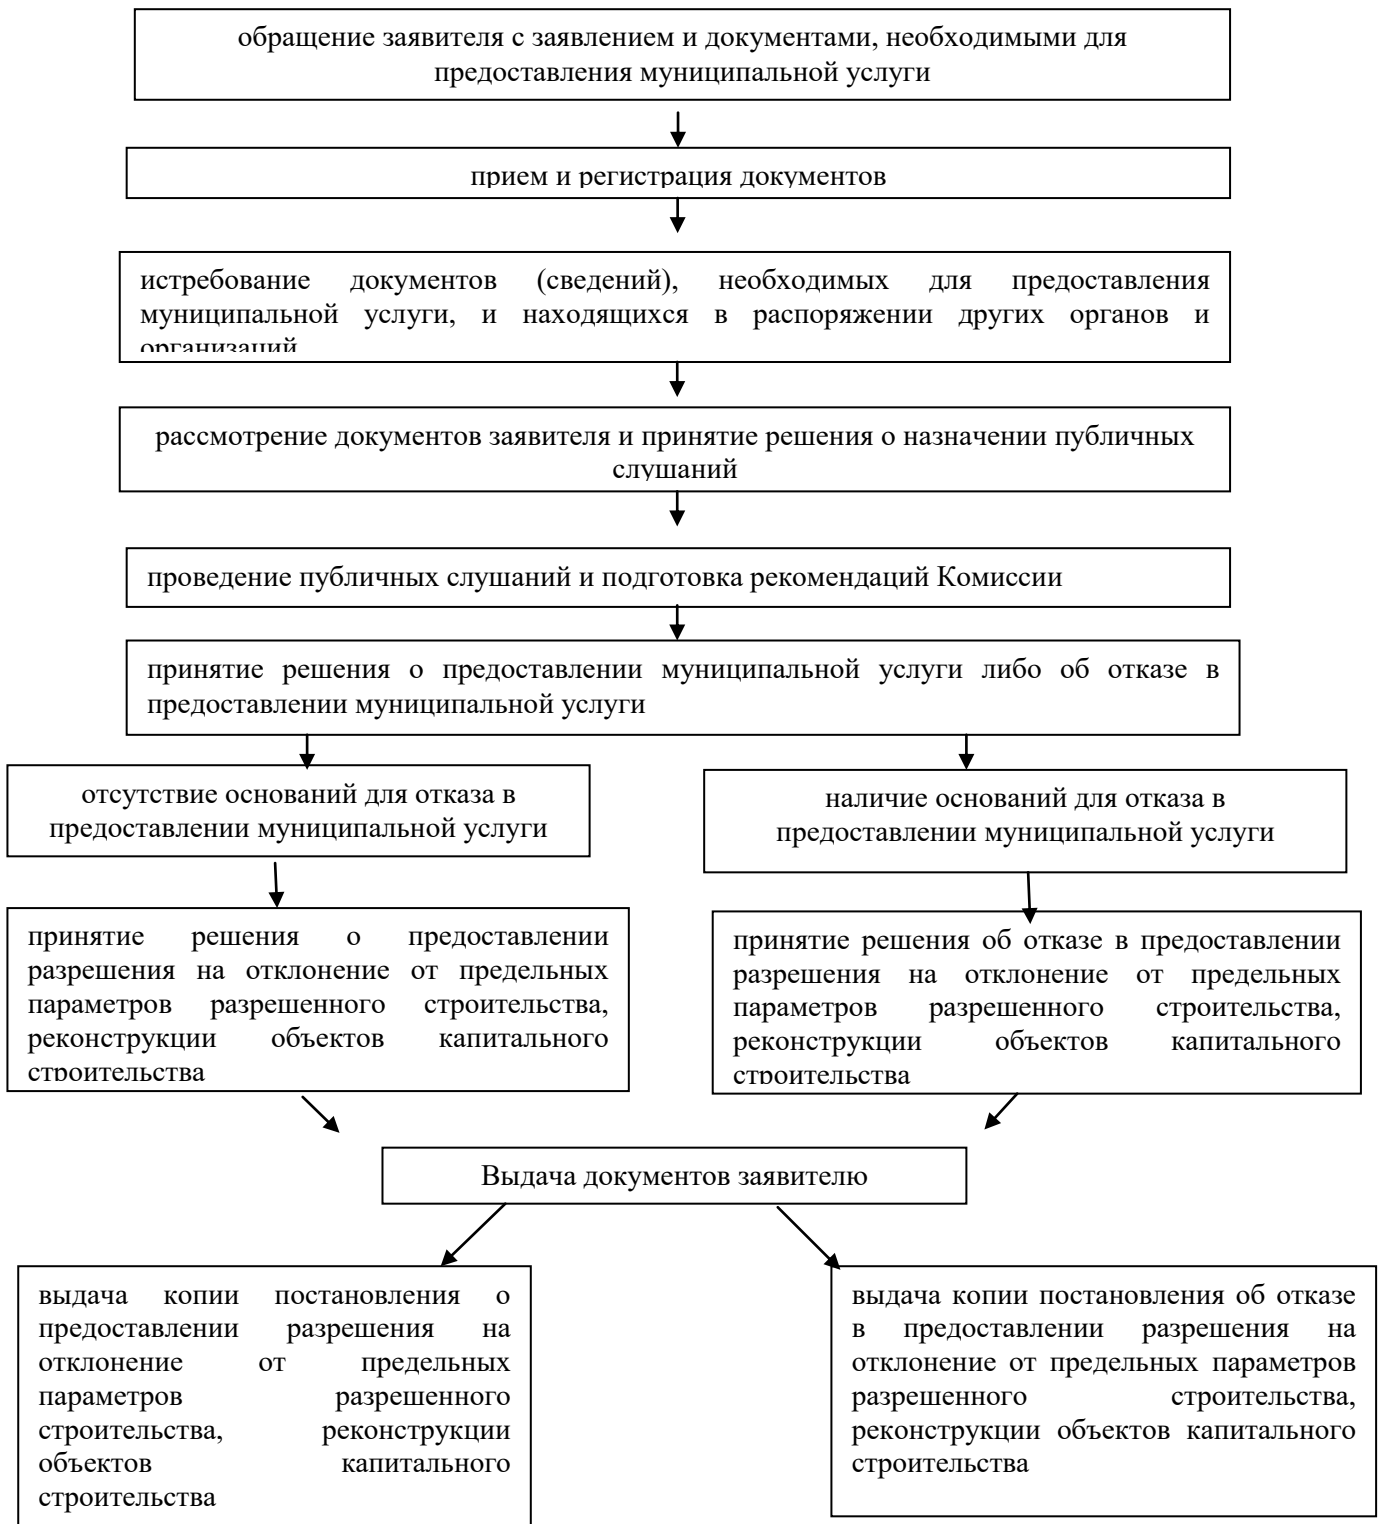 обращение заявителя с заявлением и документами, необходимыми для
предоставления муниципальной услуги
прием и регистрация документов
истребование документов (сведений), необходимых для предоставления
муниципальной услуги, и находящихся в распоряжении других органов и
организаций
рассмотрение документов заявителя и принятие решения о назначении публичных
слушаний
проведение публичных слушаний и подготовка рекомендаций Комиссии
принятие решения о предоставлении муниципальной услуги либо об отказе в
предоставлении муниципальной услуги
отсутствие оснований для отказа в
предоставлении муниципальной услуги
наличие оснований для отказа в
предоставлении муниципальной услуги
принятие решения о предоставлении
разрешения на отклонение от предельных
параметров разрешенного строительства,
реконструкции объектов капитального
строительства
принятие решения об отказе в предоставлении
разрешения на отклонение от предельных
параметров разрешенного строительства,
реконструкции объектов капитального
строительства
Выдача документов заявителю
выдача копии постановления о
предоставлении разрешения на
отклонение от предельных
параметров разрешенного
строительства, реконструкции
объектов капитального
строительства
выдача копии постановления об отказе
в предоставлении разрешения на
отклонение от предельных параметров
разрешенного строительства,
реконструкции объектов капитального
строительства